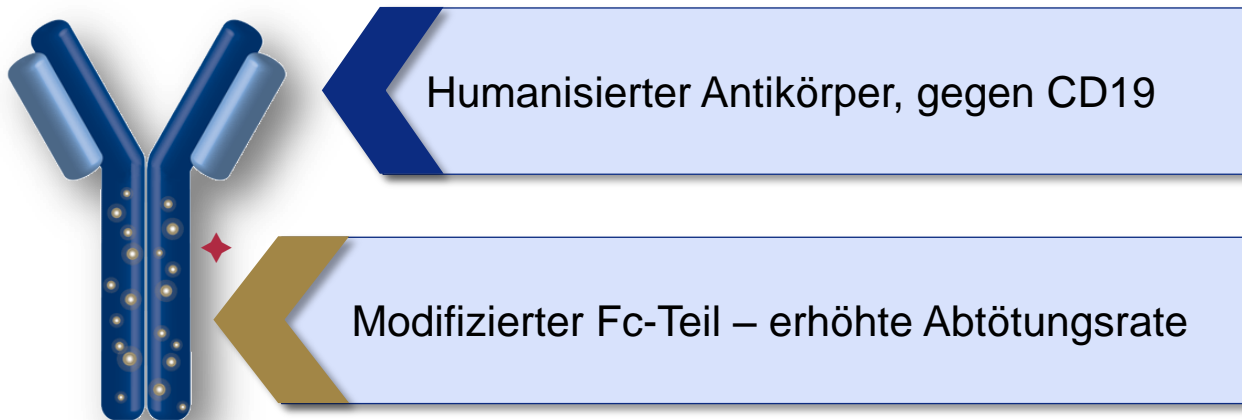 Humanisierter Antikörper, gegen CD19
Modifizierter Fc-Teil – erhöhte Abtötungsrate